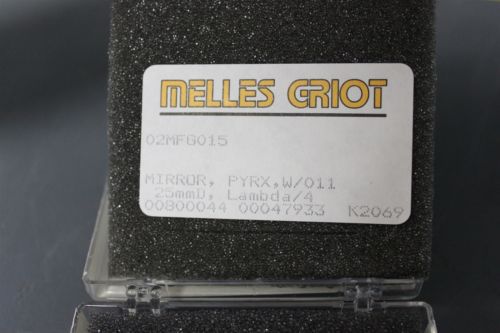 MELLES GRIOT
02MFG015
MIRROR, PYRX,W/011
25mmD, Lambda/4
00800044 00047933 K2069